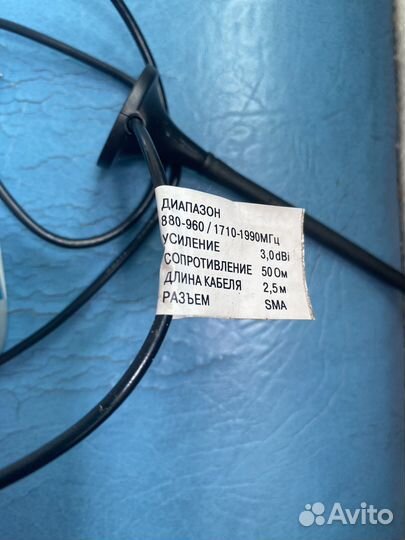 ДИАПАЗОН
880-960 / 1710-1990МГц
УСИЛЕНИЕ 3,0dBi
СОПРОТИВЛЕНИЕ 50 Ом
ДЛИНА КАБЕЛЯ 2,5 м
РАЗЪЕМ SMA
Avito